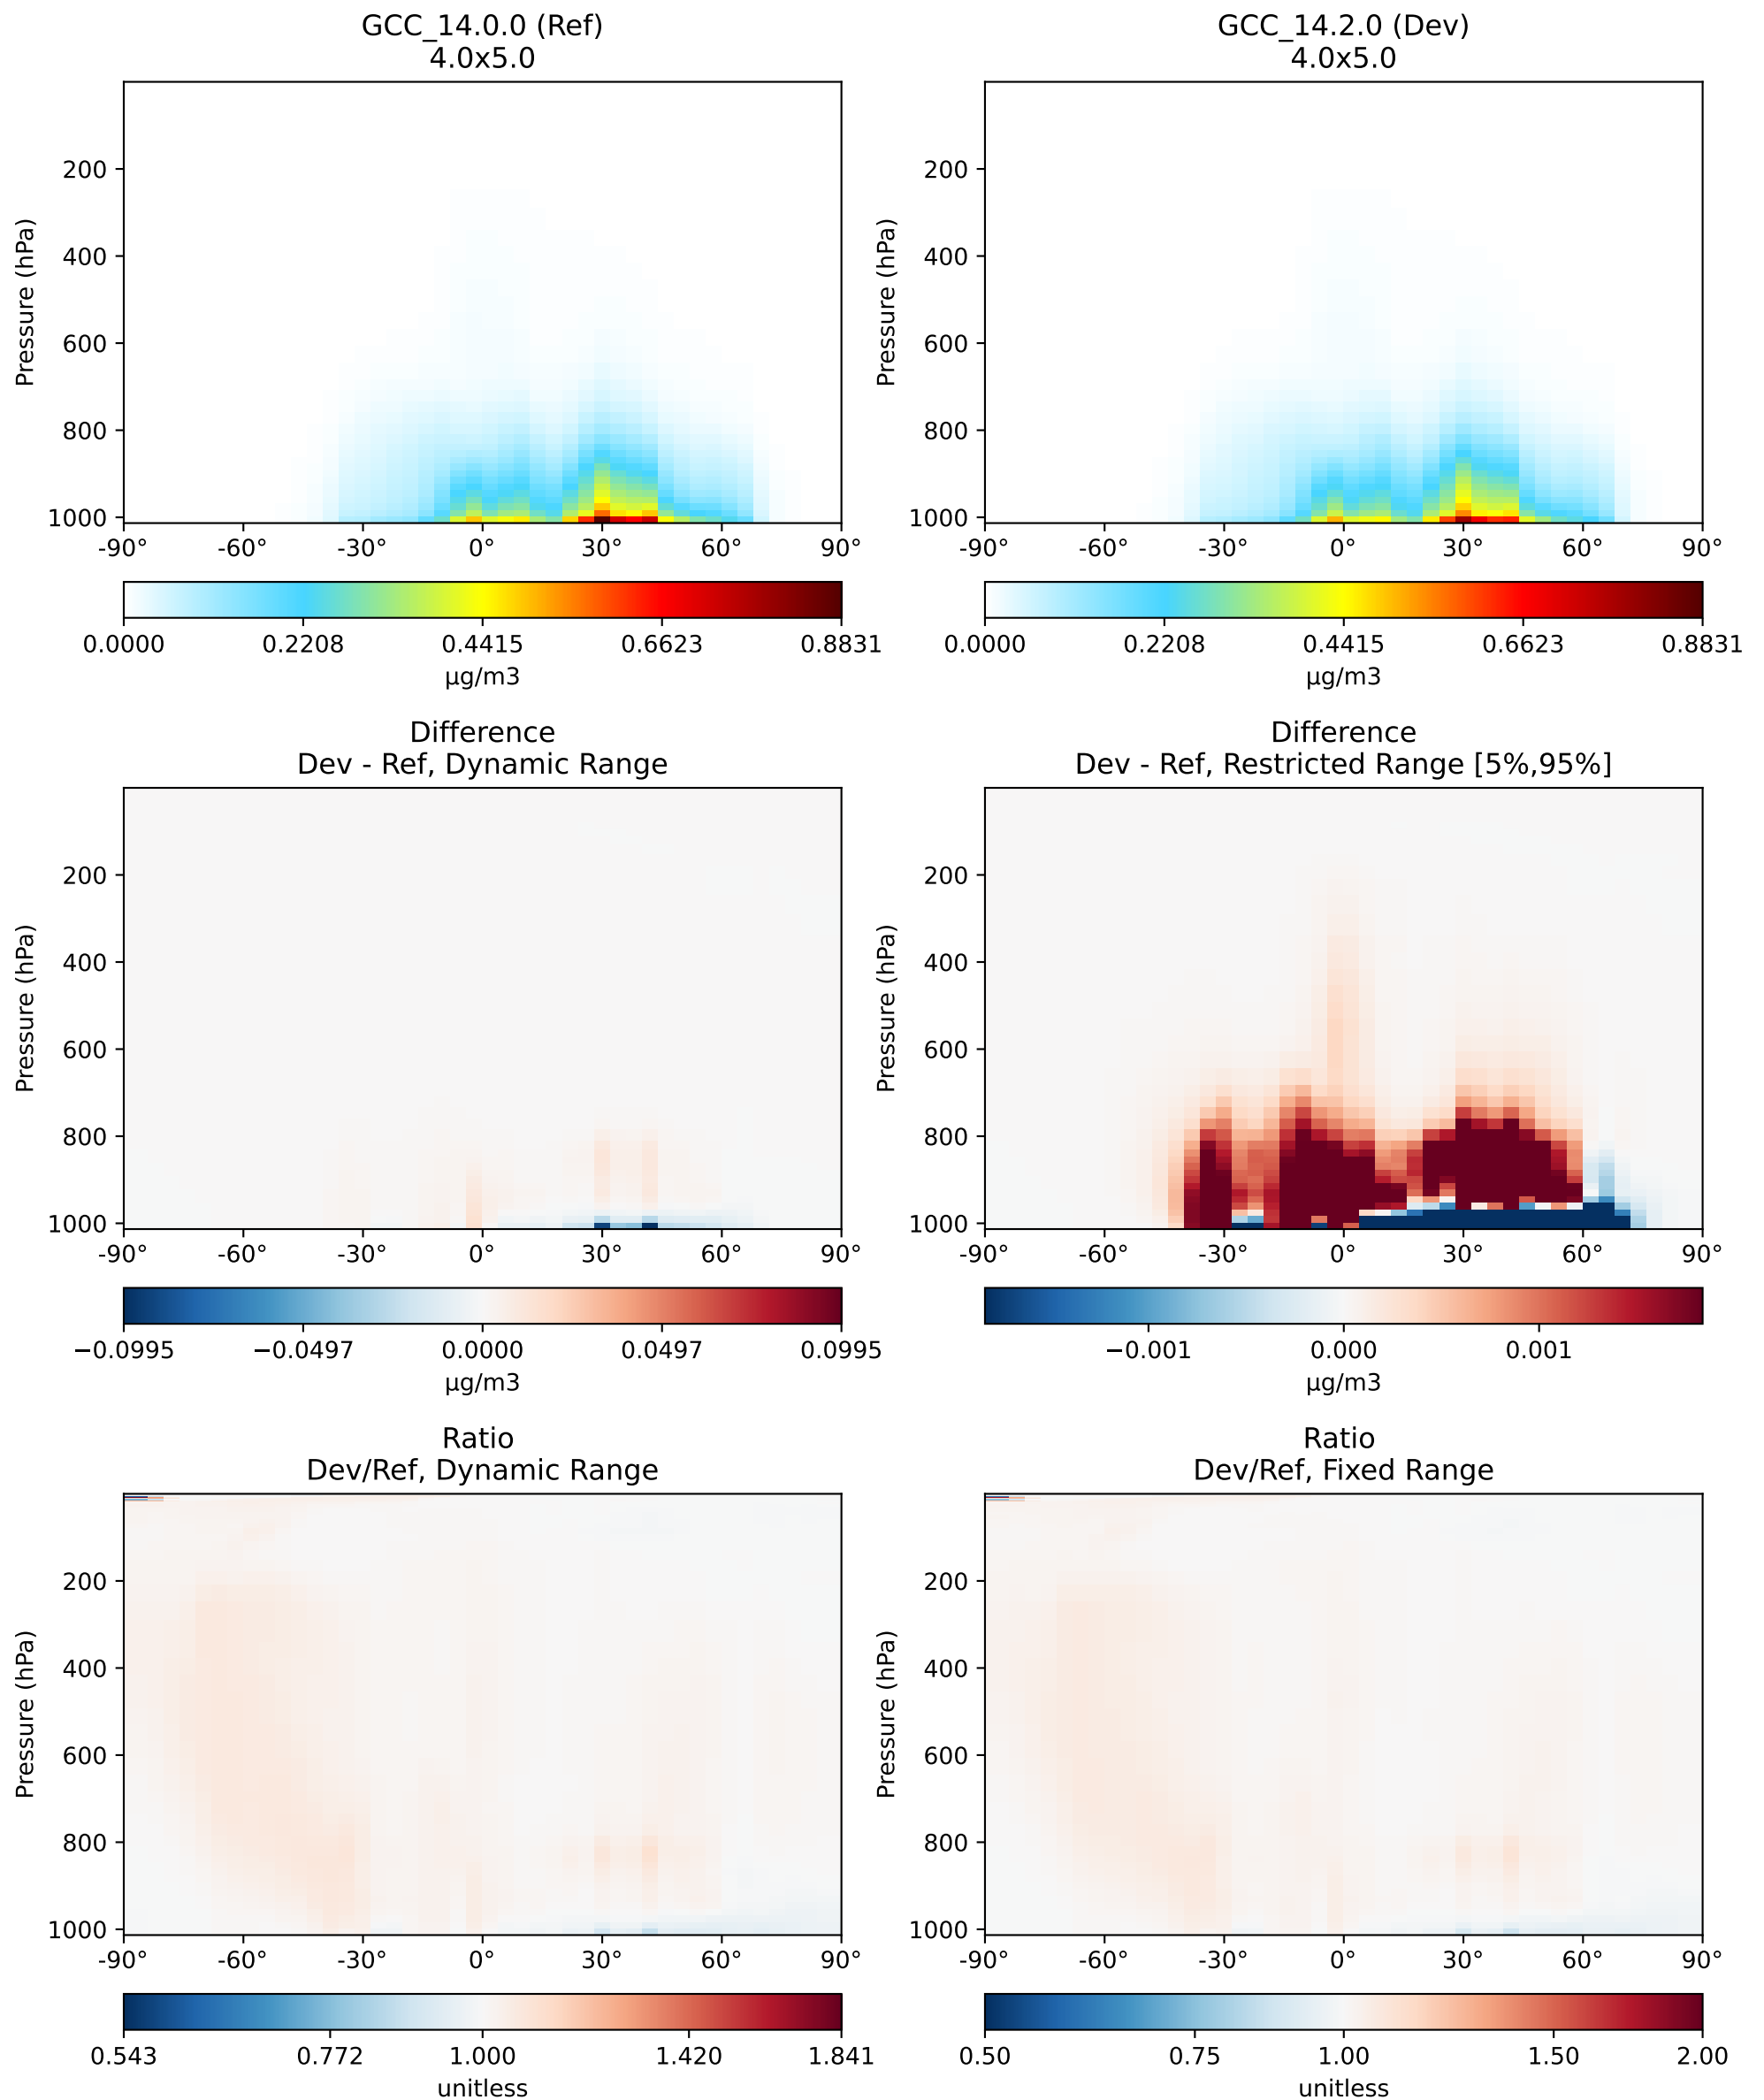 GCC_14.0.0 (Ref)
4.0x5.0
Pressure (hPa)
200
400
600
800
1000
-90° -60° -30° 0° 30° 60° 90°
0.0000 0.2208 0.4415 0.6623 0.8831
µg/m3
GCC_14.2.0 (Dev)
4.0x5.0
Pressure (hPa)
200
400
600
800
1000
-90° -60° -30° 0° 30° 60° 90°
0.0000 0.2208 0.4415 0.6623 0.8831
µg/m3
Difference
Dev - Ref, Dynamic Range
Pressure (hPa)
200
400
600
800
1000
-90° -60° -30° 0° 30° 60° 90°
−0.0995 −0.0497 0.0000 0.0497 0.0995
µg/m3
Difference
Dev - Ref, Restricted Range [5%,95%]
Pressure (hPa)
200
400
600
800
1000
-90° -60° -30° 0° 30° 60° 90°
−0.001 0.000 0.001
µg/m3
Ratio
Dev/Ref, Dynamic Range
Pressure (hPa)
200
400
600
800
1000
-90° -60° -30° 0° 30° 60° 90°
0.543 0.772 1.000 1.420 1.841
unitless
Ratio
Dev/Ref, Fixed Range
Pressure (hPa)
200
400
600
800
1000
-90° -60° -30° 0° 30° 60° 90°
0.50 0.75 1.00 1.50 2.00
unitless